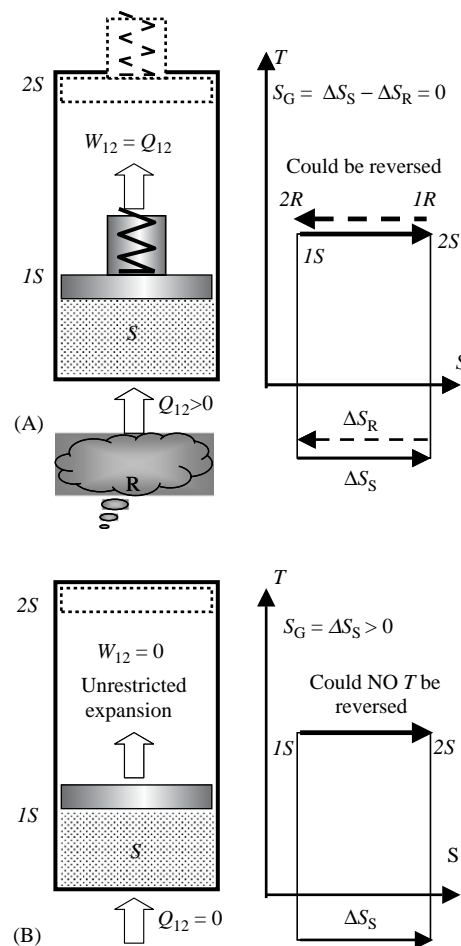 T
2S
S_G = ΔS_S – ΔS_R = 0
W_12 = Q_12
Could be reversed
2R 1R
1S 2S
1S
S
S
Q_12>0
(A)
R
ΔS_R
ΔS_S
T
2S
S_G = ΔS_S > 0
W_12 = 0
Unrestricted
expansion
Could NO T be
reversed
1S 2S
1S
S
S
Q_12 = 0
(B)
ΔS_S